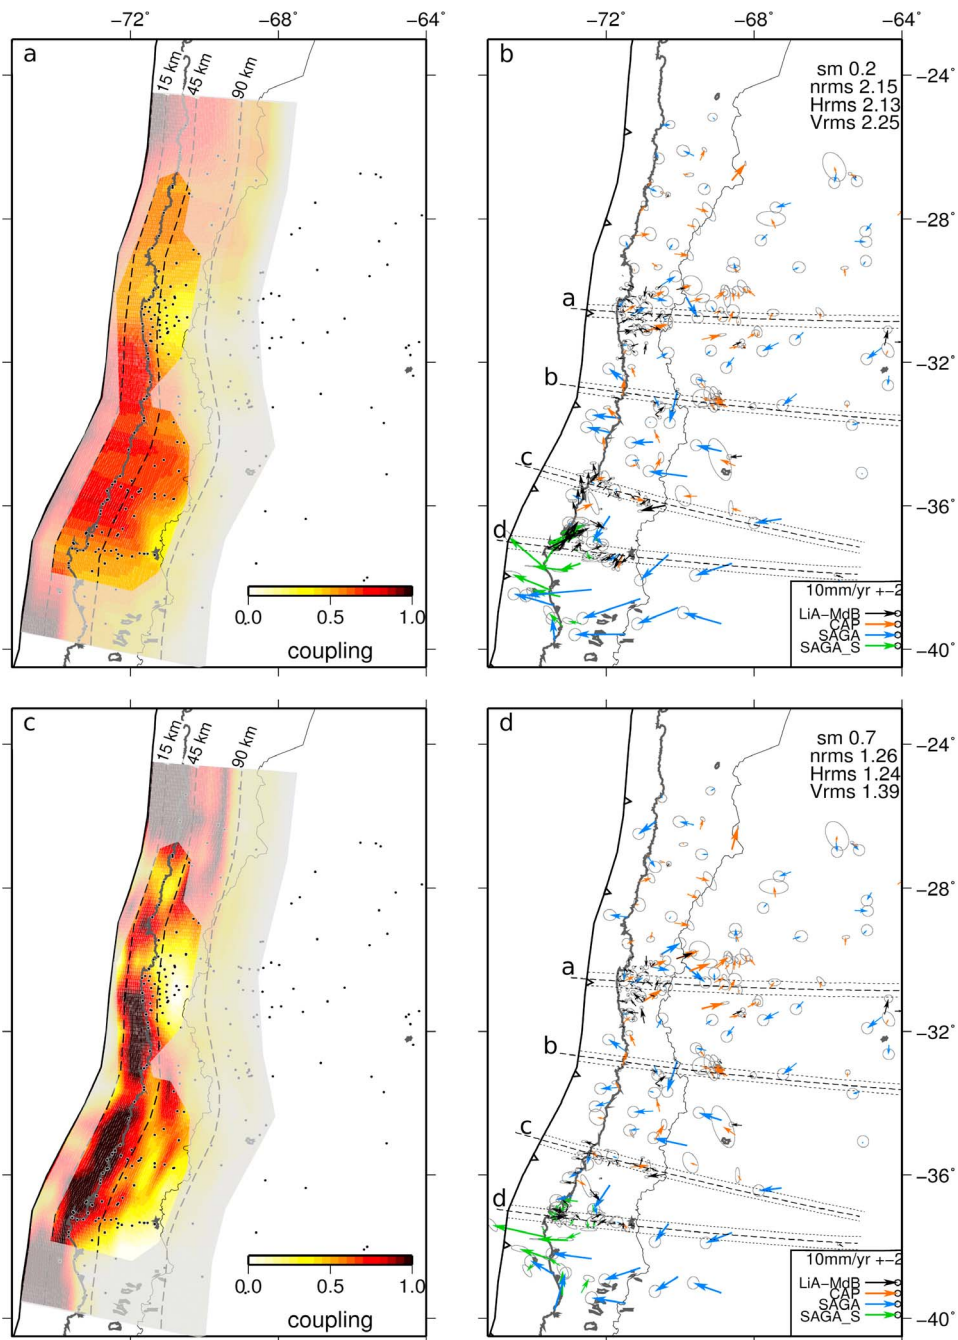 −72° −68° −64° −72° −68° −64°
a
15 km
45 km
90 km
0.0 0.5 1.0
coupling
b
sm 0.2
nrms 2.15
Hrms 2.13
Vrms 2.25
−24°
−28°
−32°
−36°
−40°
a
b
c
d
10mm/yr +−2
LiA−MdB
CAP
SAGA
SAGA_S
c
15 km
45 km
90 km
0.0 0.5 1.0
coupling
d
sm 0.7
nrms 1.26
Hrms 1.24
Vrms 1.39
−24°
−28°
−32°
−36°
−40°
a
b
c
d
10mm/yr +−2
LiA−MdB
CAP
SAGA
SAGA_S